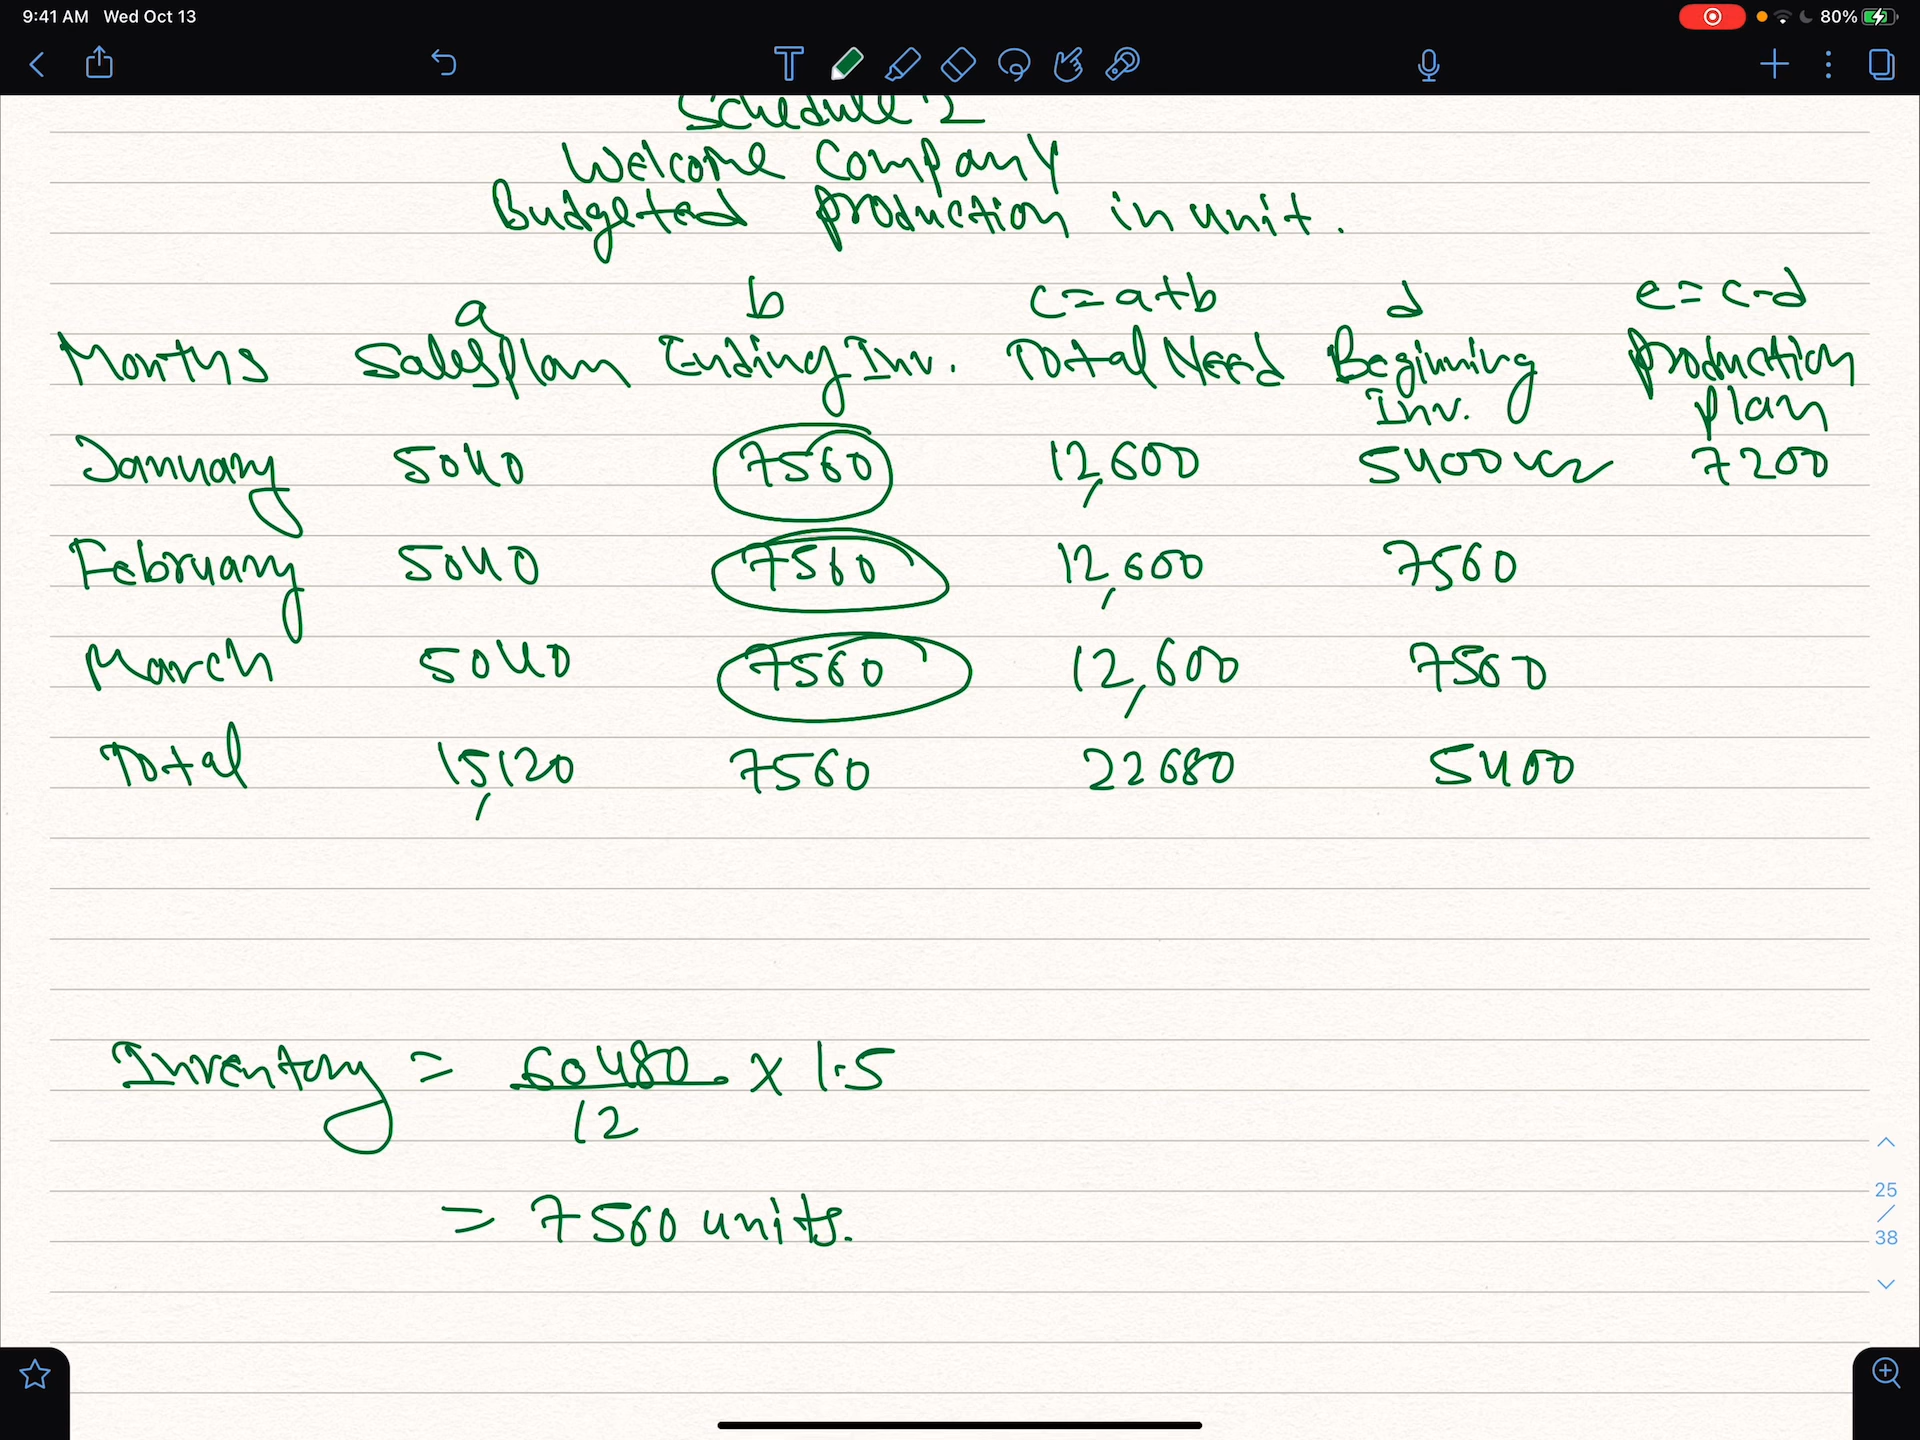 9:41 AM Wed Oct 13 80%
Schedule 2
Welcome Company
Budgeted production in unit.
a b c=a+b d e=c-d
Months Sales plan Ending Inv. Total Need Beginning Inv. Production plan
January 5040 7560 12,600 5400 7200
February 5040 7560 12,600 7560
March 5040 7560 12,600 7560
Total 15,120 7560 22680 5400
Inventory = 60480 / 12 x 1.5
= 7560 units.
25
/
38